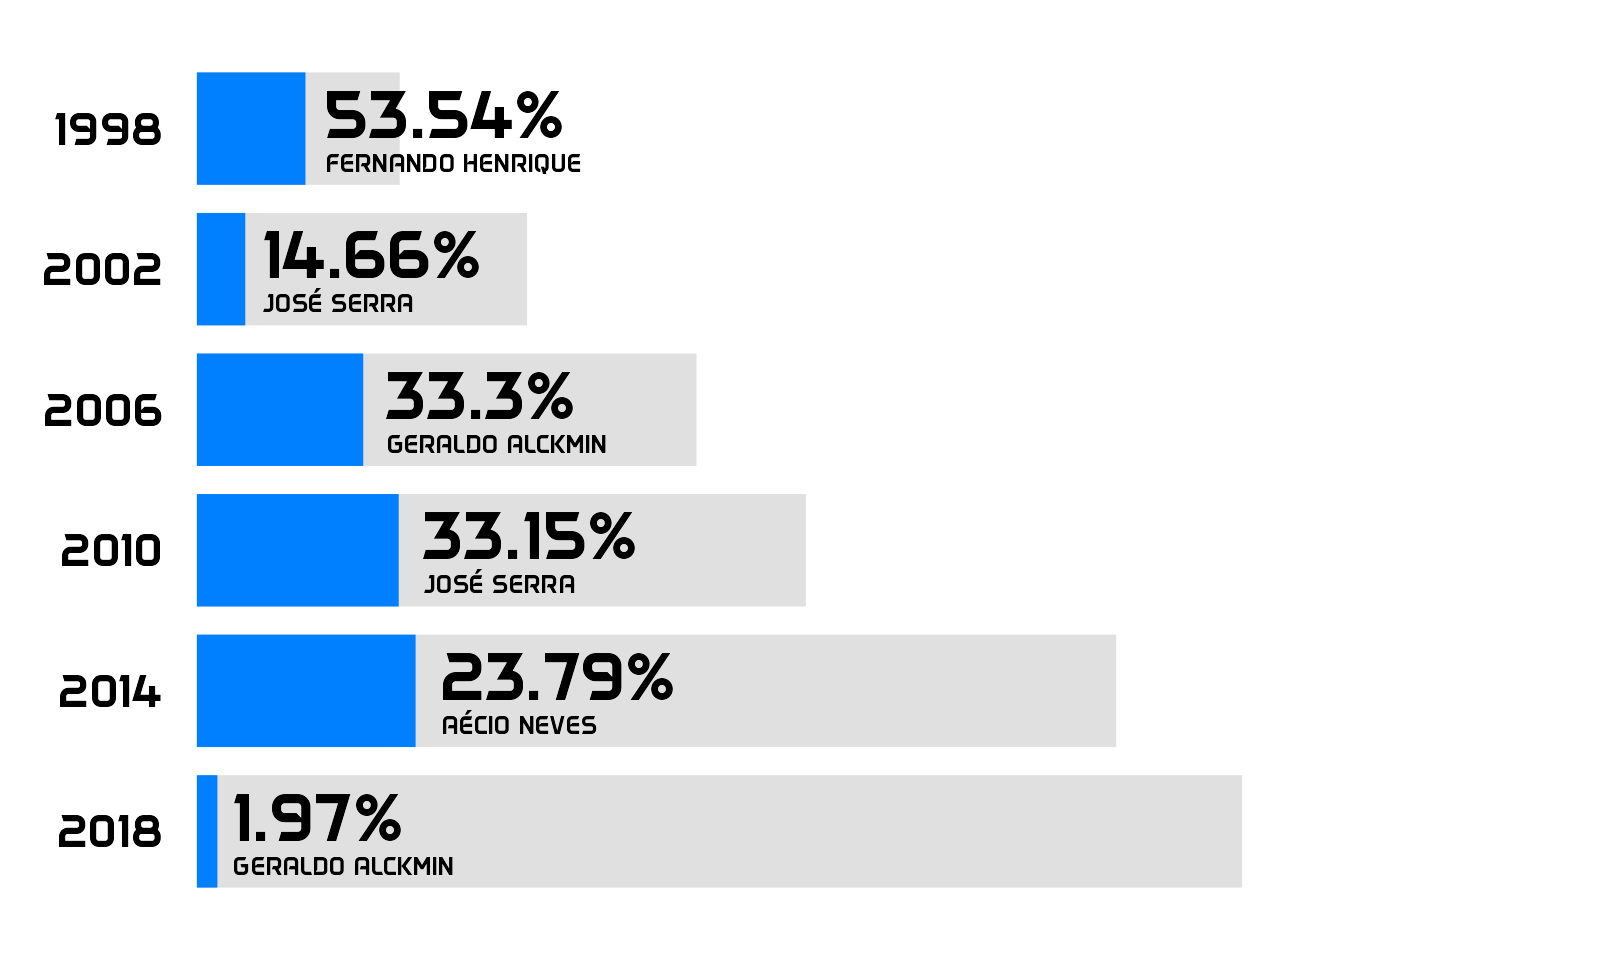 1998
53.54%
FERNANDO HENRIQUE
2002
14.66%
JOSÉ SERRA
2006
33.3%
GERALDO ALCKMIN
2010
33.15%
JOSÉ SERRA
2014
23.79%
AÉCIO NEVES
2018
1.97%
GERALDO ALCKMIN